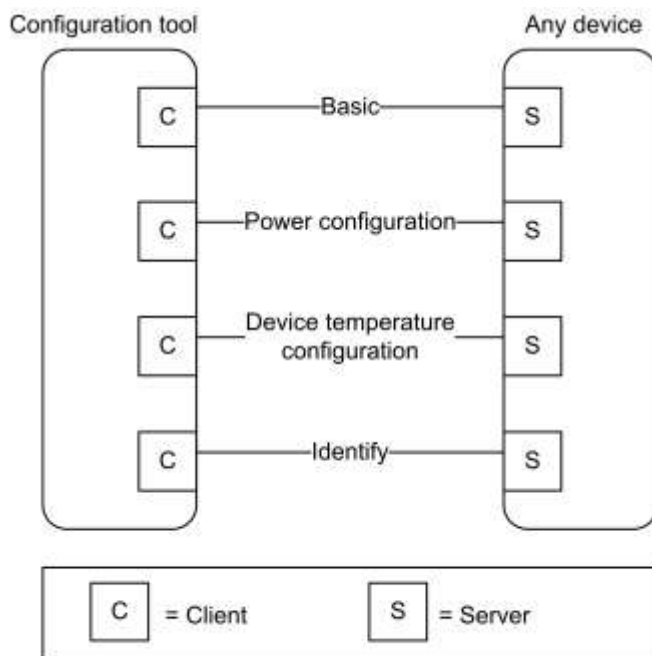 Configuration tool
Any device
C
Basic
S
C
Power configuration
S
C
Device temperature
configuration
S
C
Identify
S
C = Client
S = Server